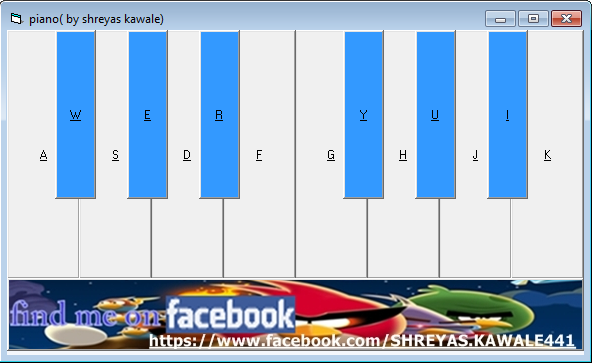 piano( by shreyas kawale)
W E R Y U I
A S D F G H J K
find me on facebook
https://www.facebook.com/SHREYAS.KAWALE441